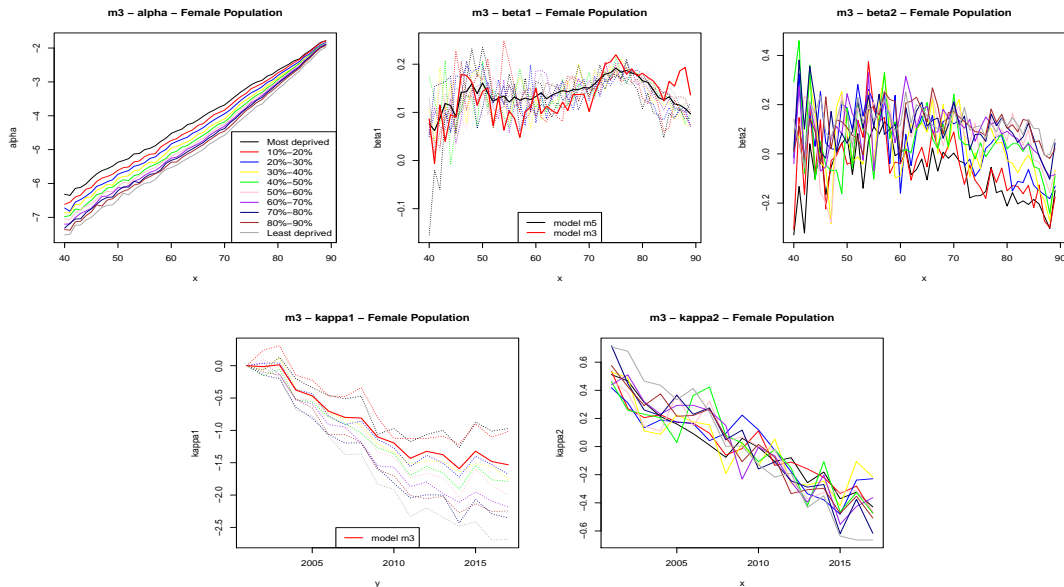 m3 − alpha − Female Population
alpha
−2
−3
−4
−5
−6
−7
40
50
60
70
80
90
x
Most deprived
10%−20%
20%−30%
30%−40%
40%−50%
50%−60%
60%−70%
70%−80%
80%−90%
Least deprived
m3 − beta1 − Female Population
beta1
0.2
0.1
0.0
−0.1
40
50
60
70
80
90
x
model m5
model m3
m3 − beta2 − Female Population
beta2
0.4
0.2
0.0
−0.2
40
50
60
70
80
90
x
m3 − kappa1 − Female Population
kappa1
0.0
−0.5
−1.0
−1.5
−2.0
−2.5
2005
2010
2015
y
model m3
m3 − kappa2 − Female Population
kappa2
0.6
0.4
0.2
0.0
−0.2
−0.4
−0.6
2005
2010
2015
x